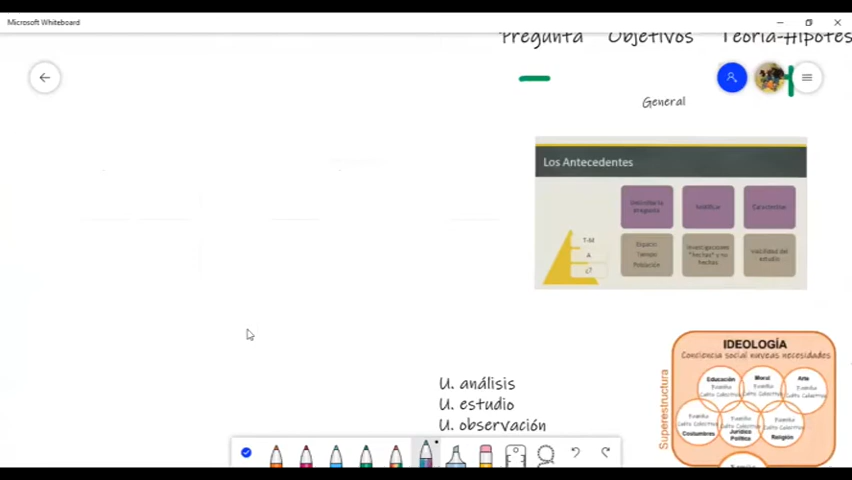 Microsoft Whiteboard
Pregunta Objetivos Teoría-Hipótes
General
Los Antecedentes
Delimitar la pregunta
Justificar
Características
T-M
A
¿?
Espacio
Tiempo
Población
Investigaciones "hechas" y no hechas
Viabilidad del estudio
U. análisis
U. estudio
U. observación
IDEOLOGÍA
Conciencia social nuevas necesidades
Superestructura
Educación
Moral
Arte
Costumbres
Jurídica
Política
Religión